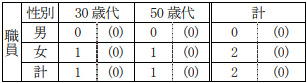 職員 性別 30歳代 50歳代 計
男 0 (0) 0 (0) 0 (0)
女 1 (0) 1 (0) 2 (0)
計 1 (0) 1 (0) 2 (0)